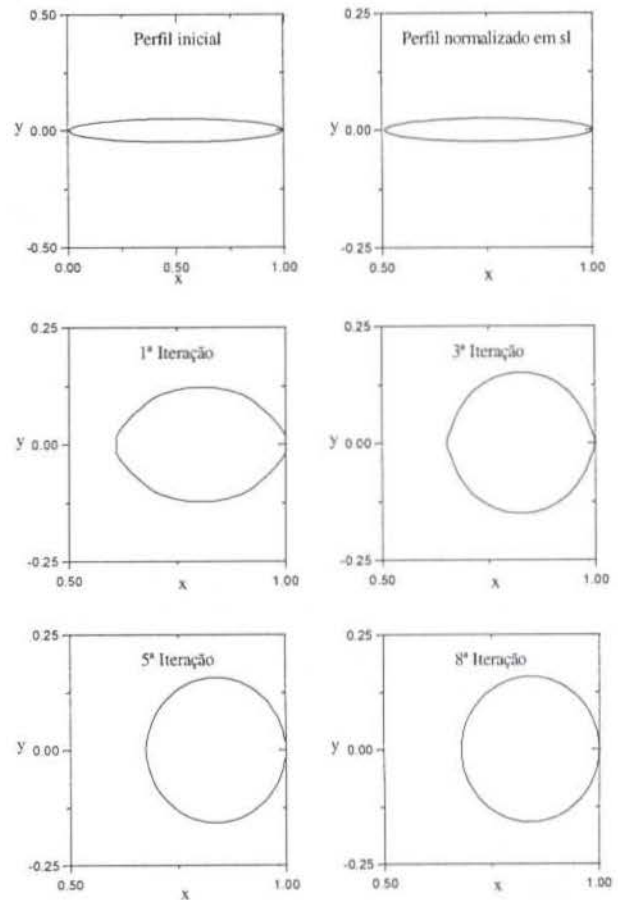 0.50
Perfil inicial
y 0.00
-0.50
0.00 0.50 1.00
x
0.25
Perfil normalizado em sl
y 0.00
-0.25
0.50 1.00
x
0.25
1ª Iteração
y 0.00
-0.25
0.50 1.00
x
0.25
3ª Iteração
y 0.00
-0.25
0.50 1.00
x
0.25
5ª Iteração
y 0.00
-0.25
0.50 1.00
x
0.25
8ª Iteração
y 0.00
-0.25
0.50 1.00
x